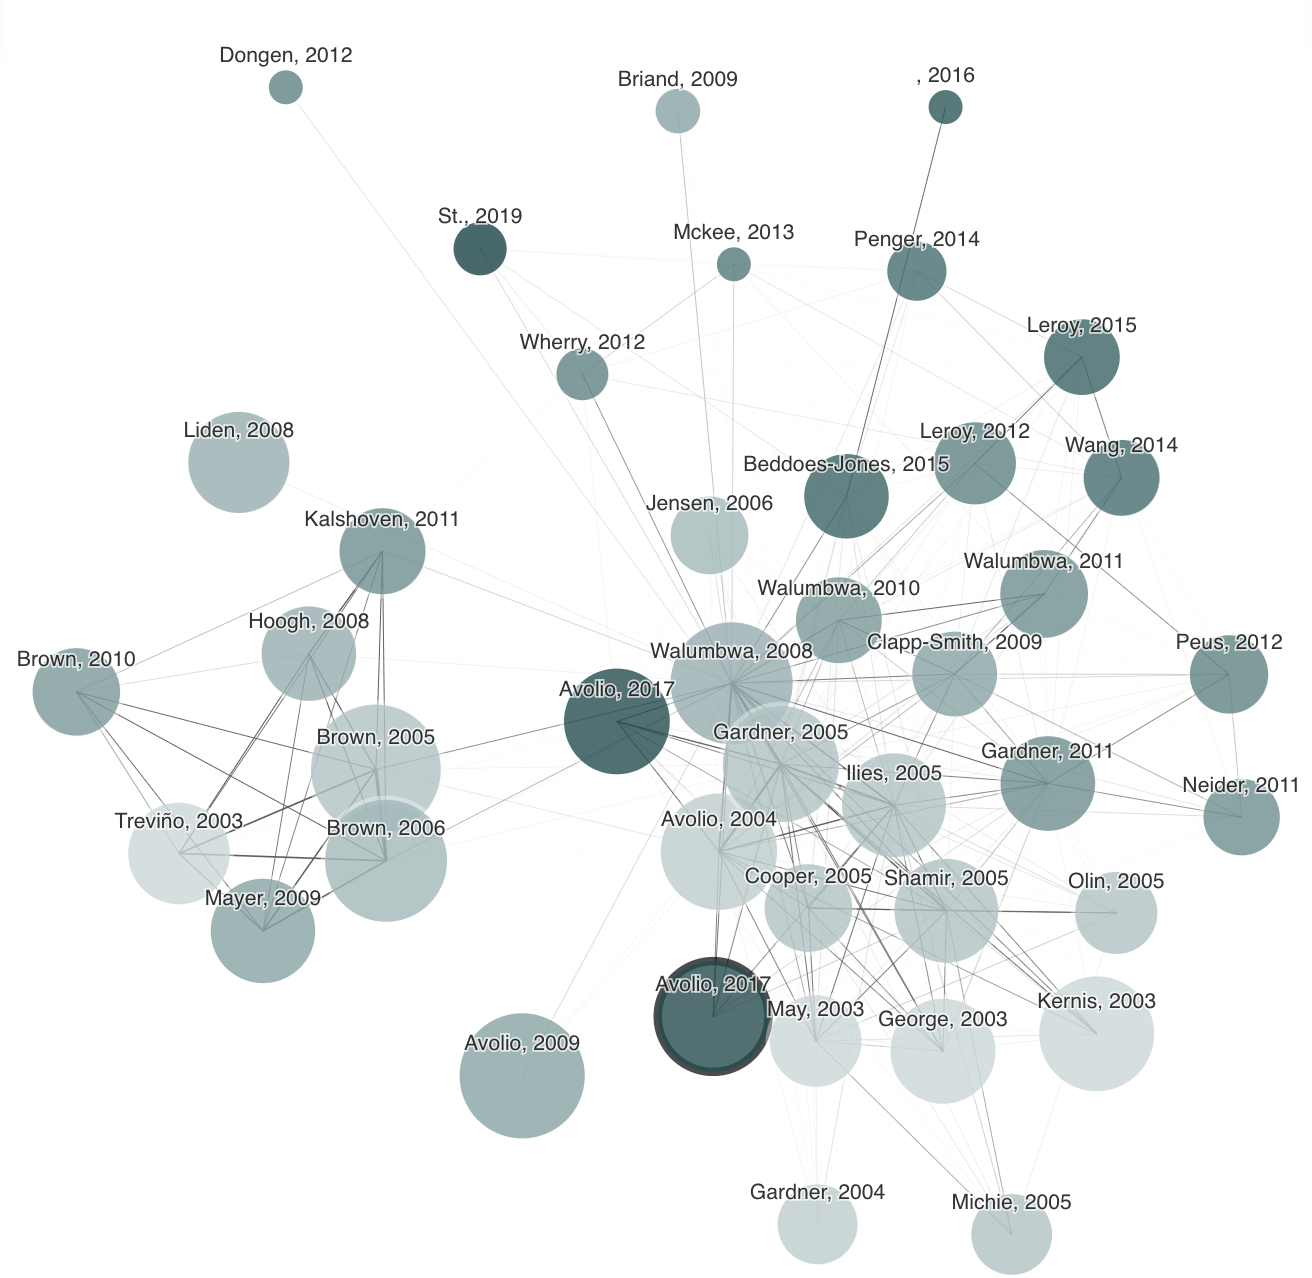 Dongen, 2012
Briand, 2009
, 2016
St., 2019
Mckee, 2013
Penger, 2014
Leroy, 2015
Wherry, 2012
Liden, 2008
Leroy, 2012
Wang, 2014
Beddoes-Jones, 2015
Jensen, 2006
Kalshoven, 2011
Walumbwa, 2011
Walumbwa, 2010
Hoogh, 2008
Clapp-Smith, 2009
Peus, 2012
Walumbwa, 2008
Brown, 2010
Avolio, 2017
Gardner, 2005
Brown, 2005
Gardner, 2011
Ilies, 2005
Neider, 2011
Avolio, 2004
Treviño, 2003
Brown, 2006
Cooper, 2005
Shamir, 2005
Olin, 2005
Mayer, 2009
Avolio, 2017
Kernis, 2003
May, 2003
George, 2003
Avolio, 2009
Gardner, 2004
Michie, 2005